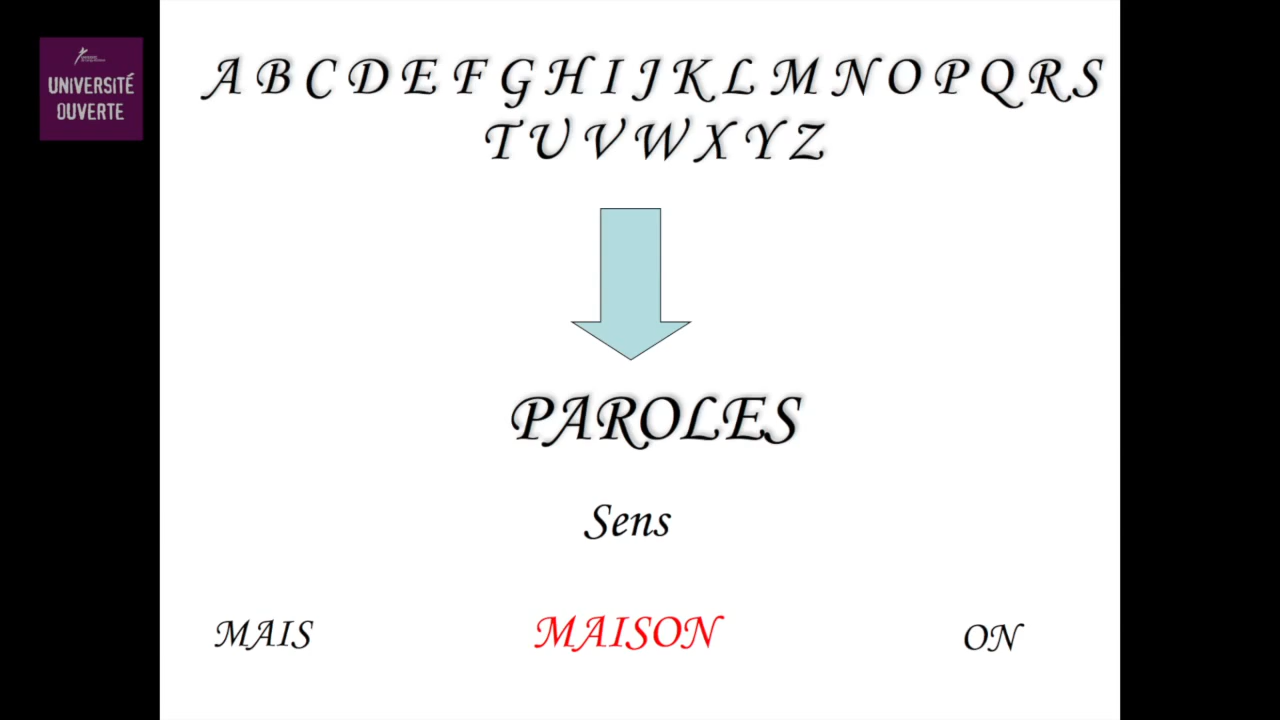 UNIVERSITÉ
OUVERTE
A B C D E F G H I J K L M N O P Q R S
T U V W X Y Z
PAROLES
Sens
MAIS MAISON ON